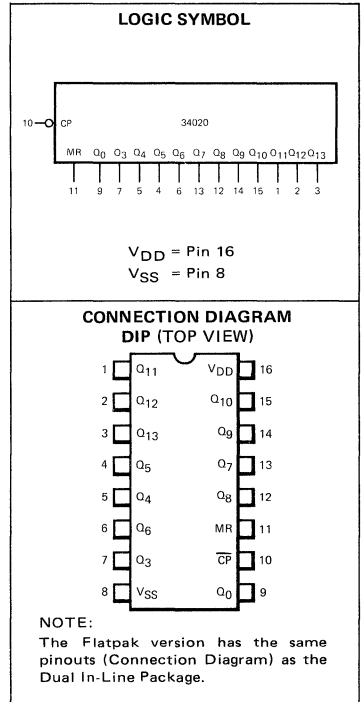 LOGIC SYMBOL
10 CP 34020
MR Q0 Q3 Q4 Q5 Q6 Q7 Q8 Q9 Q10 Q11 Q12 Q13
11 9 7 5 4 6 13 12 14 15 1 2 3
VDD = Pin 16
VSS = Pin 8
CONNECTION DIAGRAM
DIP (TOP VIEW)
1 Q11 VDD 16
2 Q12 Q10 15
3 Q13 Q9 14
4 Q5 Q7 13
5 Q4 Q8 12
6 Q6 MR 11
7 Q3 C̅P̅ 10
8 VSS Q0 9
NOTE:
The Flatpak version has the same
pinouts (Connection Diagram) as the
Dual In-Line Package.